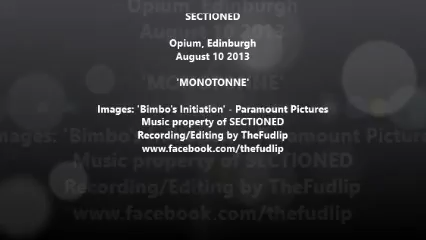 SECTIONED
Opium, Edinburgh
August 10 2013
'MONOTONNE'
Images: 'Bimbo's Initiation' - Paramount Pictures
Music property of SECTIONED
Recording/Editing by TheFudlip
www.facebook.com/thefudlip